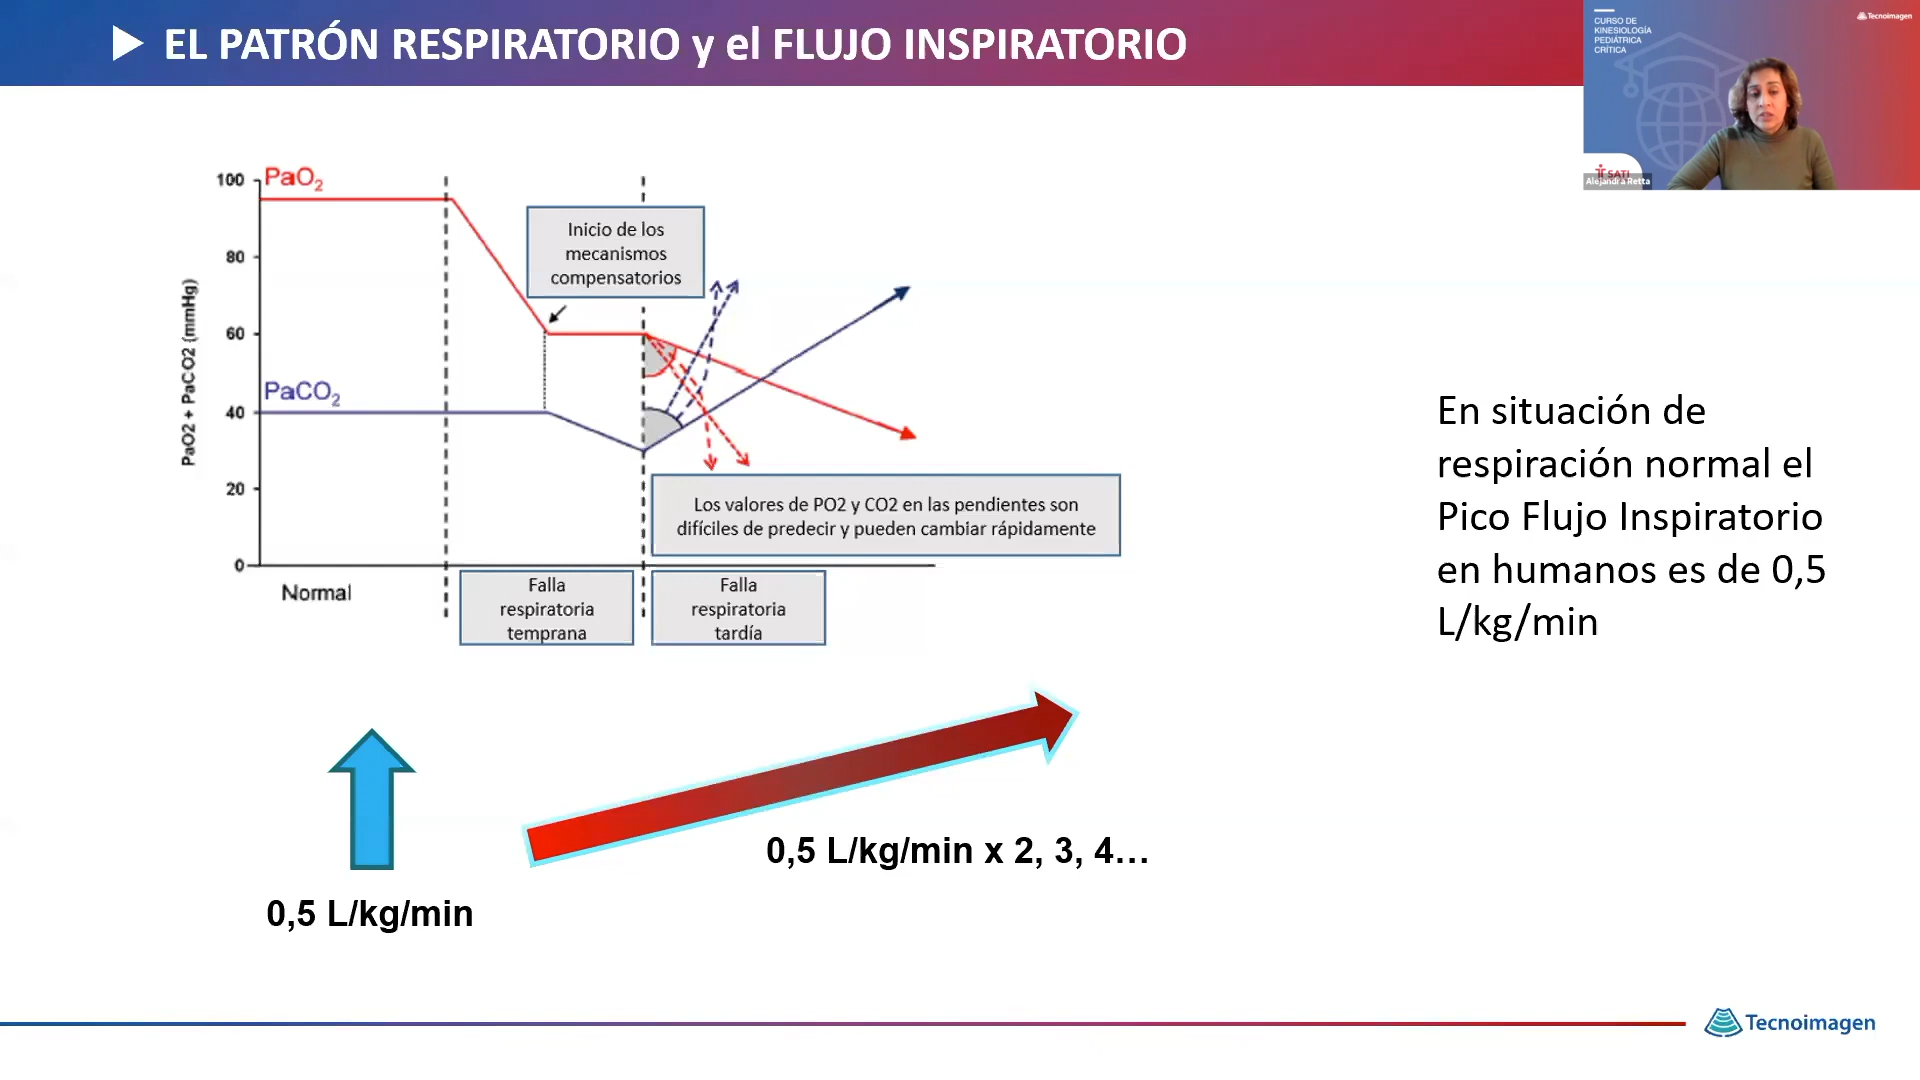 EL PATRÓN RESPIRATORIO y el FLUJO INSPIRATORIO
CURSO DE
KINESIOLOGÍA
PEDIÁTRICA
CRÍTICA
Tecnoimagen
SATI
Alejandra Retta
PaO2 + PaCO2 (mmHg)
100
80
60
40
20
0
PaO2
PaCO2
Inicio de los
mecanismos
compensatorios
Los valores de PO2 y CO2 en las pendientes son
difíciles de predecir y pueden cambiar rápidamente
Normal
Falla
respiratoria
temprana
Falla
respiratoria
tardía
En situación de
respiración normal el
Pico Flujo Inspiratorio
en humanos es de 0,5
L/kg/min
0,5 L/kg/min x 2, 3, 4...
0,5 L/kg/min
Tecnoimagen